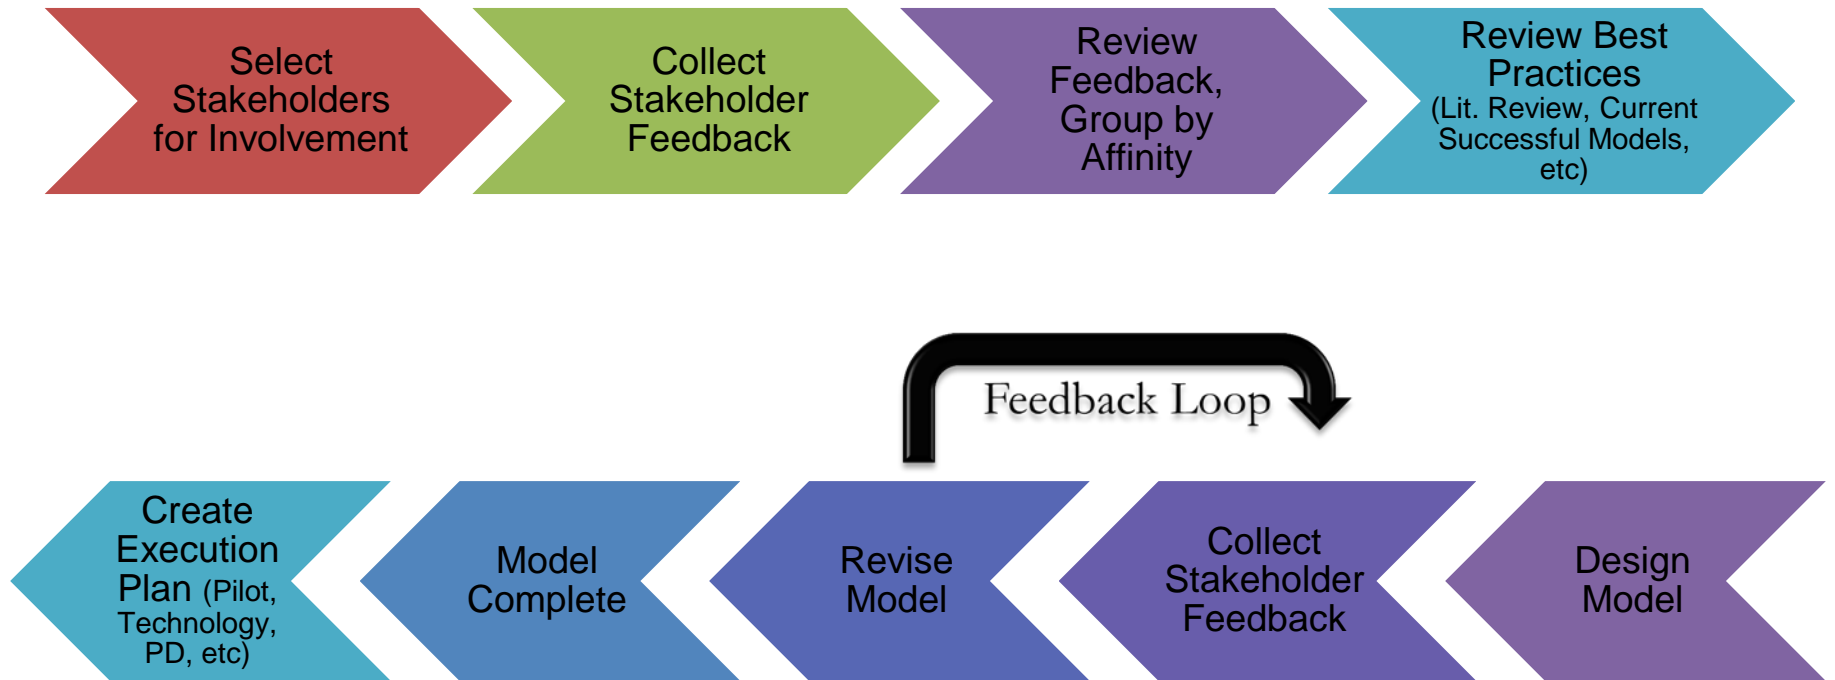 Select
Stakeholders
for Involvement
Collect
Stakeholder
Feedback
Review
Feedback,
Group by
Affinity
Review Best
Practices
(Lit. Review, Current
Successful Models,
etc)
Feedback Loop
Create
Execution
Plan (Pilot,
Technology,
PD, etc)
Model
Complete
Revise
Model
Collect
Stakeholder
Feedback
Design
Model